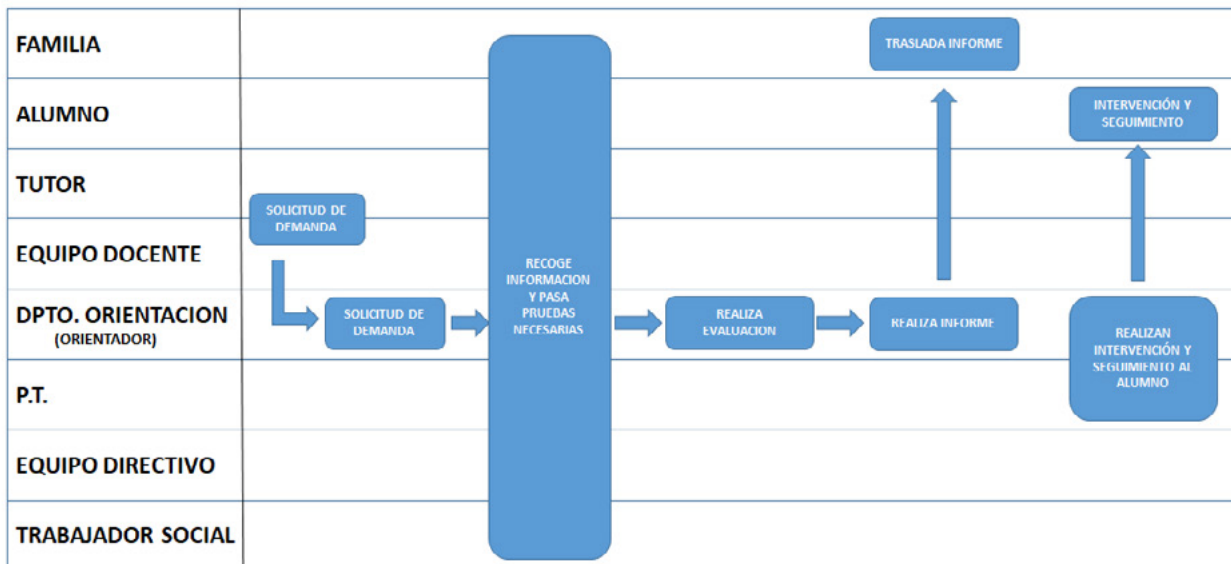 FAMILIA
TRASLADA INFORME
ALUMNO
INTERVENCIÓN Y
SEGUIMIENTO
TUTOR
SOLICITUD DE
DEMANDA
EQUIPO DOCENTE
RECOGE
INFORMACION
Y PASA
PRUEBAS
NECESARIAS
DPTO. ORIENTACION
(ORIENTADOR)
SOLICITUD DE
DEMANDA
REALIZA
EVALUACION
REALIZA INFORME
REALIZAN
INTERVENCIÓN Y
SEGUIMIENTO AL
ALUMNO
P.T.
EQUIPO DIRECTIVO
TRABAJADOR SOCIAL